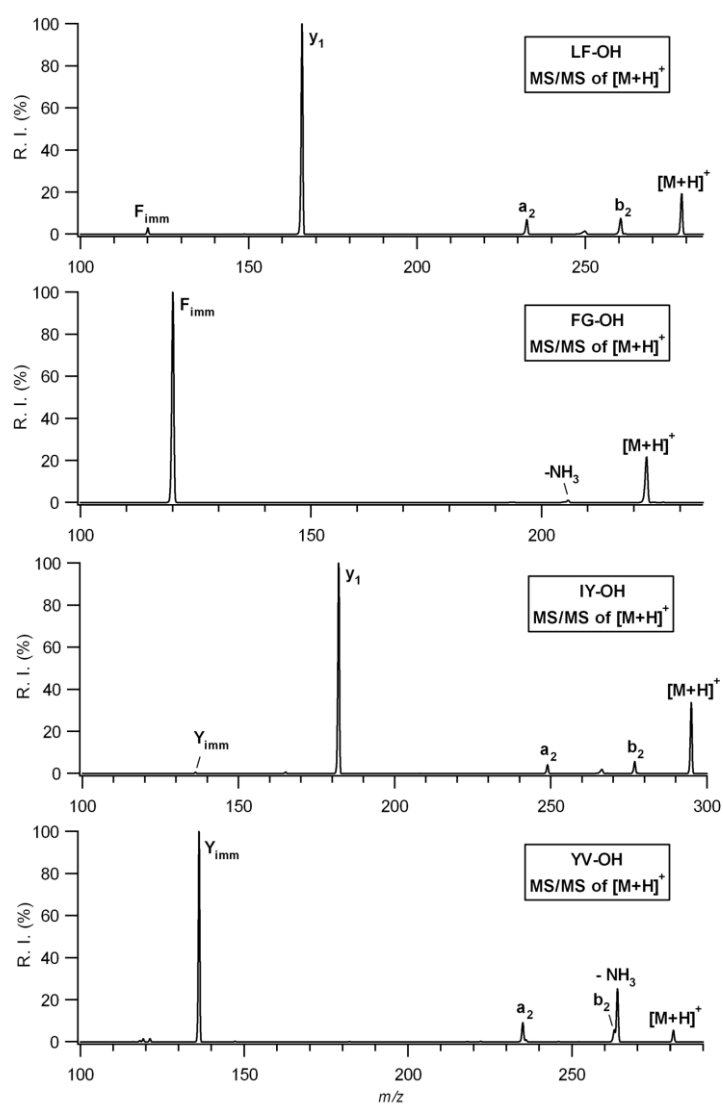 100
80
60
40
20
0
R. I. (%)
y1
LF-OH
MS/MS of [M+H]+
Fimm
a2
b2
[M+H]+
100
150
200
250
100
80
60
40
20
0
R. I. (%)
Fimm
FG-OH
MS/MS of [M+H]+
-NH3
[M+H]+
100
150
200
100
80
60
40
20
0
R. I. (%)
y1
IY-OH
MS/MS of [M+H]+
Yimm
a2
b2
[M+H]+
100
150
200
250
300
100
80
60
40
20
0
R. I. (%)
Yimm
YV-OH
MS/MS of [M+H]+
- NH3
a2
b2
[M+H]+
100
150
200
250
m/z